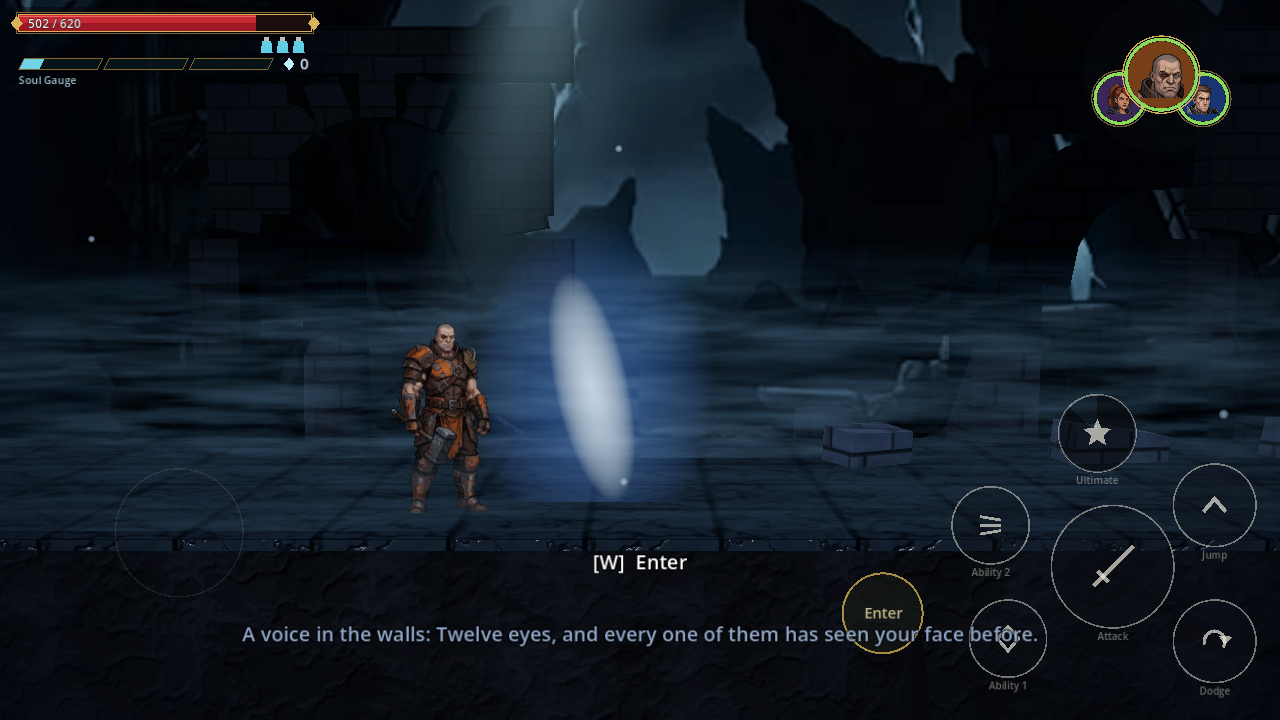 502 / 620
0
Soul Gauge
Ultimate
Jump
Ability 2
[W] Enter
Enter
A voice in the walls: Twelve eyes, and every one of them has seen your face before.
Attack
Ability 1
Dodge